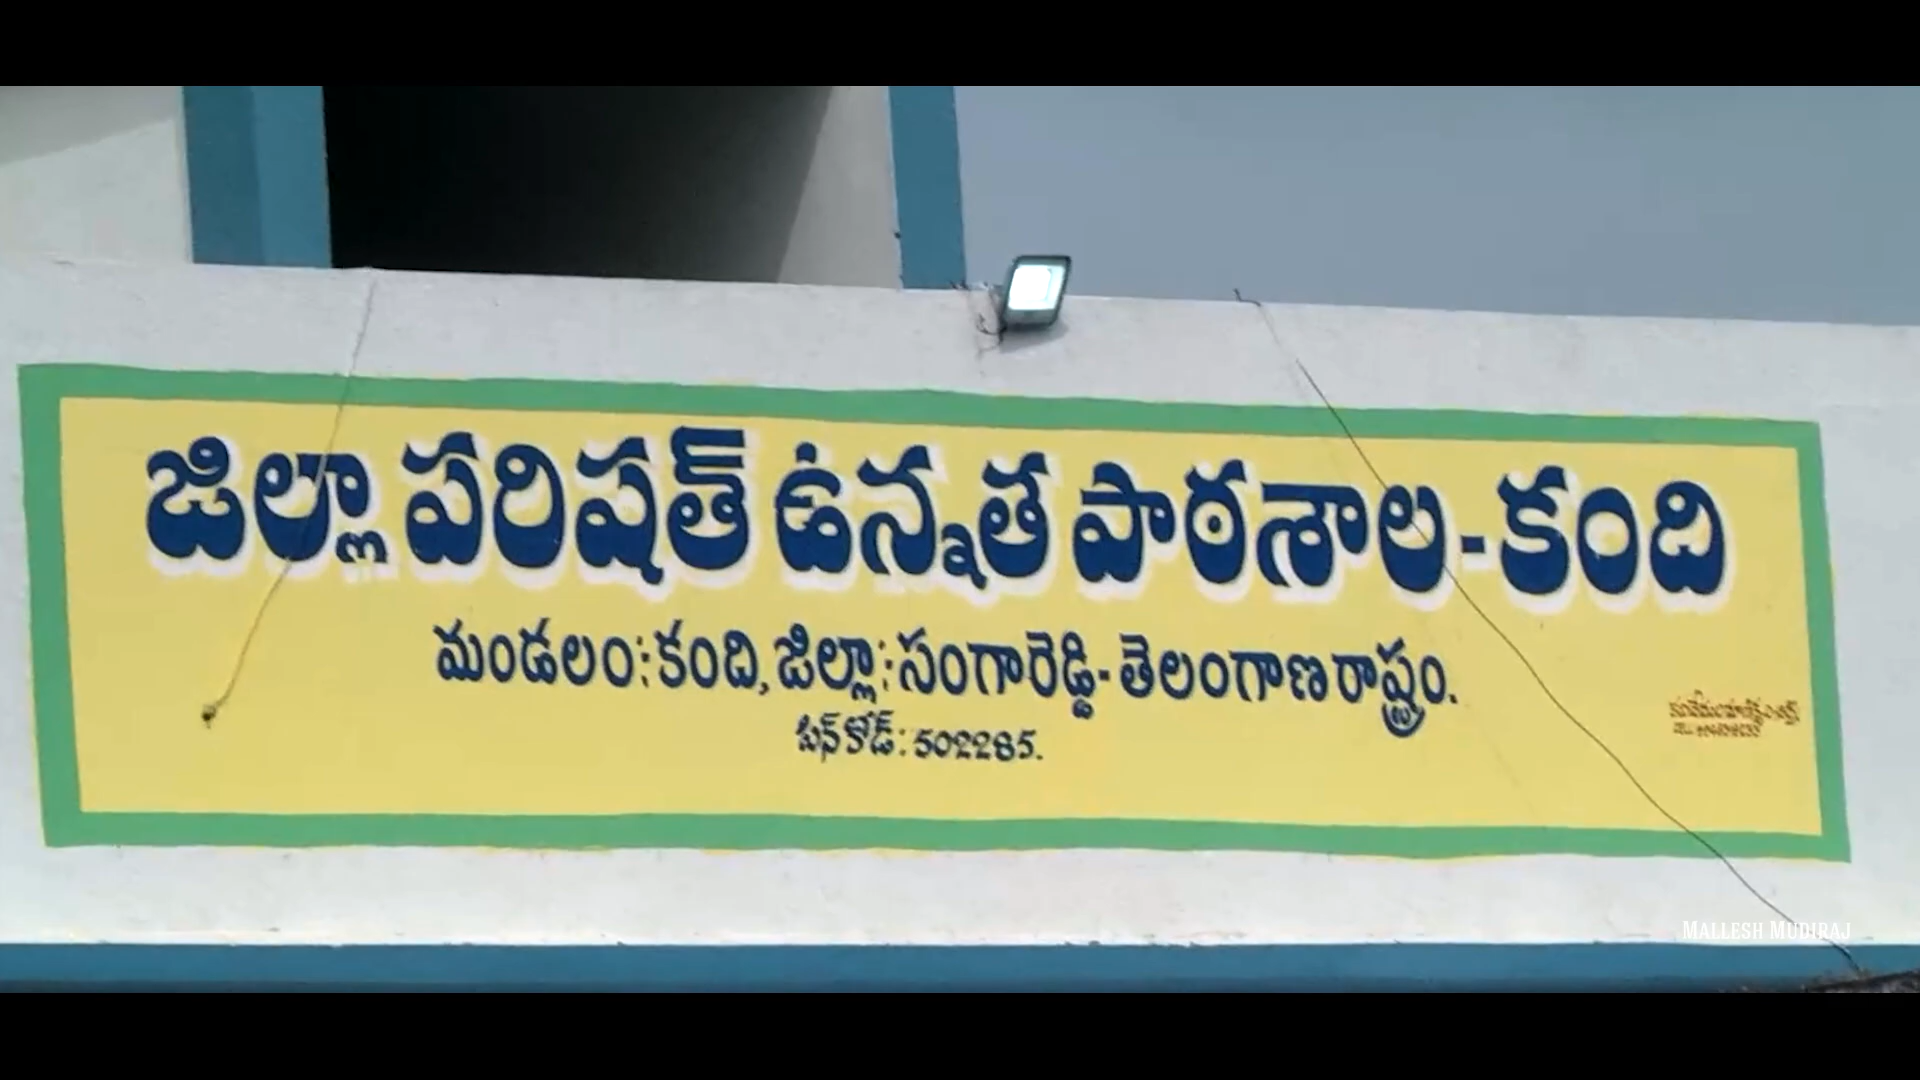 జిల్లా పరిషత్ ఉన్నత పాఠశాల-కంది
మండలం:కంది, జిల్లా:సంగారెడ్డి-తెలంగాణ రాష్ట్రం.
పిన్‌కోడ్:502285.
MALLESH MUDIRAJ